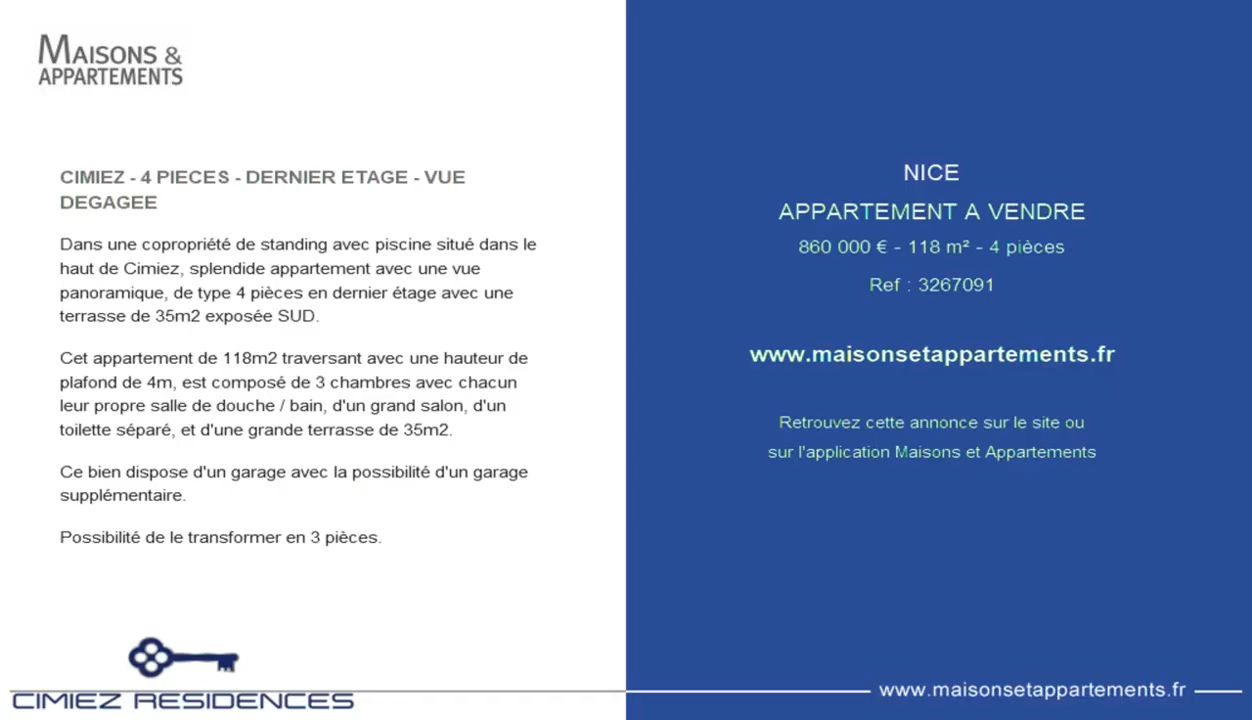 MAISONS &
APPARTEMENTS
CIMIEZ - 4 PIECES - DERNIER ETAGE - VUE
DEGAGEE
Dans une copropriété de standing avec piscine situé dans le
haut de Cimiez, splendide appartement avec une vue
panoramique, de type 4 pièces en dernier étage avec une
terrasse de 35m2 exposée SUD.
Cet appartement de 118m2 traversant avec une hauteur de
plafond de 4m, est composé de 3 chambres avec chacun
leur propre salle de douche / bain, d'un grand salon, d'un
toilette séparé, et d'une grande terrasse de 35m2.
Ce bien dispose d'un garage avec la possibilité d'un garage
supplémentaire.
Possibilité de le transformer en 3 pièces.
CIMIEZ RESIDENCES
NICE
APPARTEMENT A VENDRE
860 000 € - 118 m² - 4 pièces
Ref : 3267091
www.maisonsetappartements.fr
Retrouvez cette annonce sur le site ou
sur l'application Maisons et Appartements
www.maisonsetappartements.fr